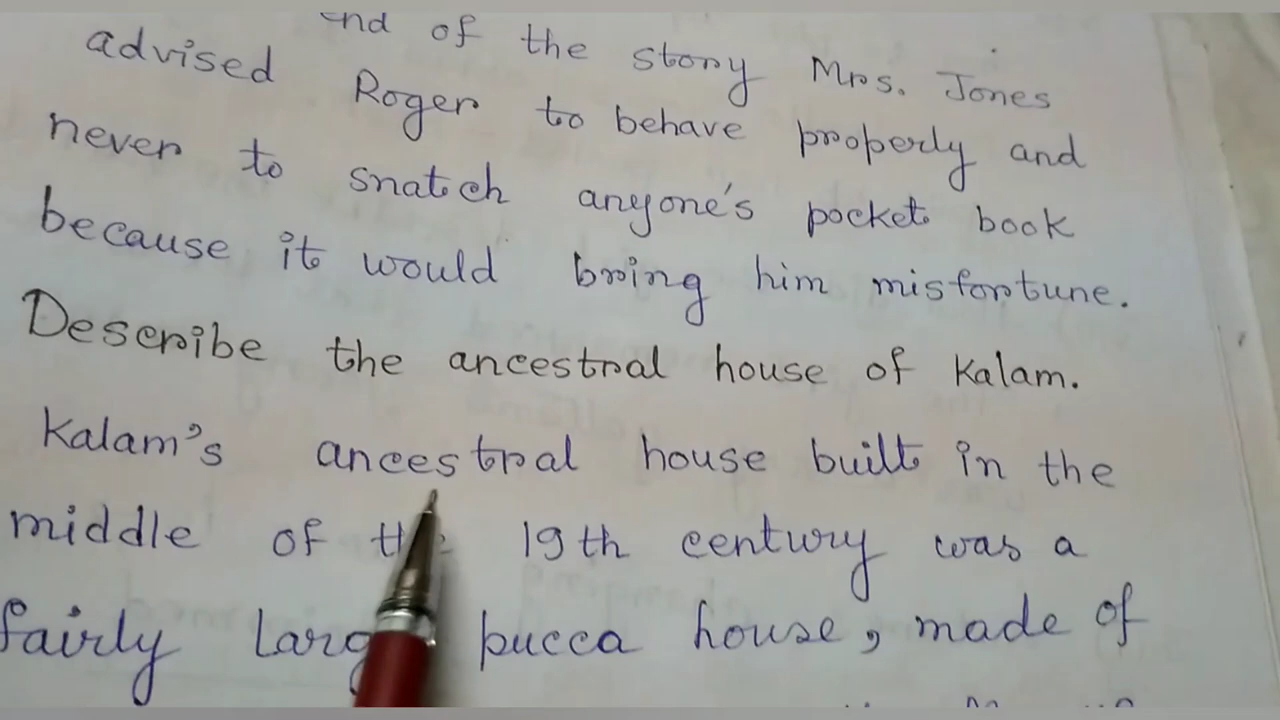 end of the story Mrs. Jones
advised Roger to behave properly and
never to snatch anyone's pocket book
because it would bring him misfortune.
Describe the ancestral house of Kalam.
Kalam's ancestral house built in the
middle of the 19th century was a
fairly large pucca house, made of